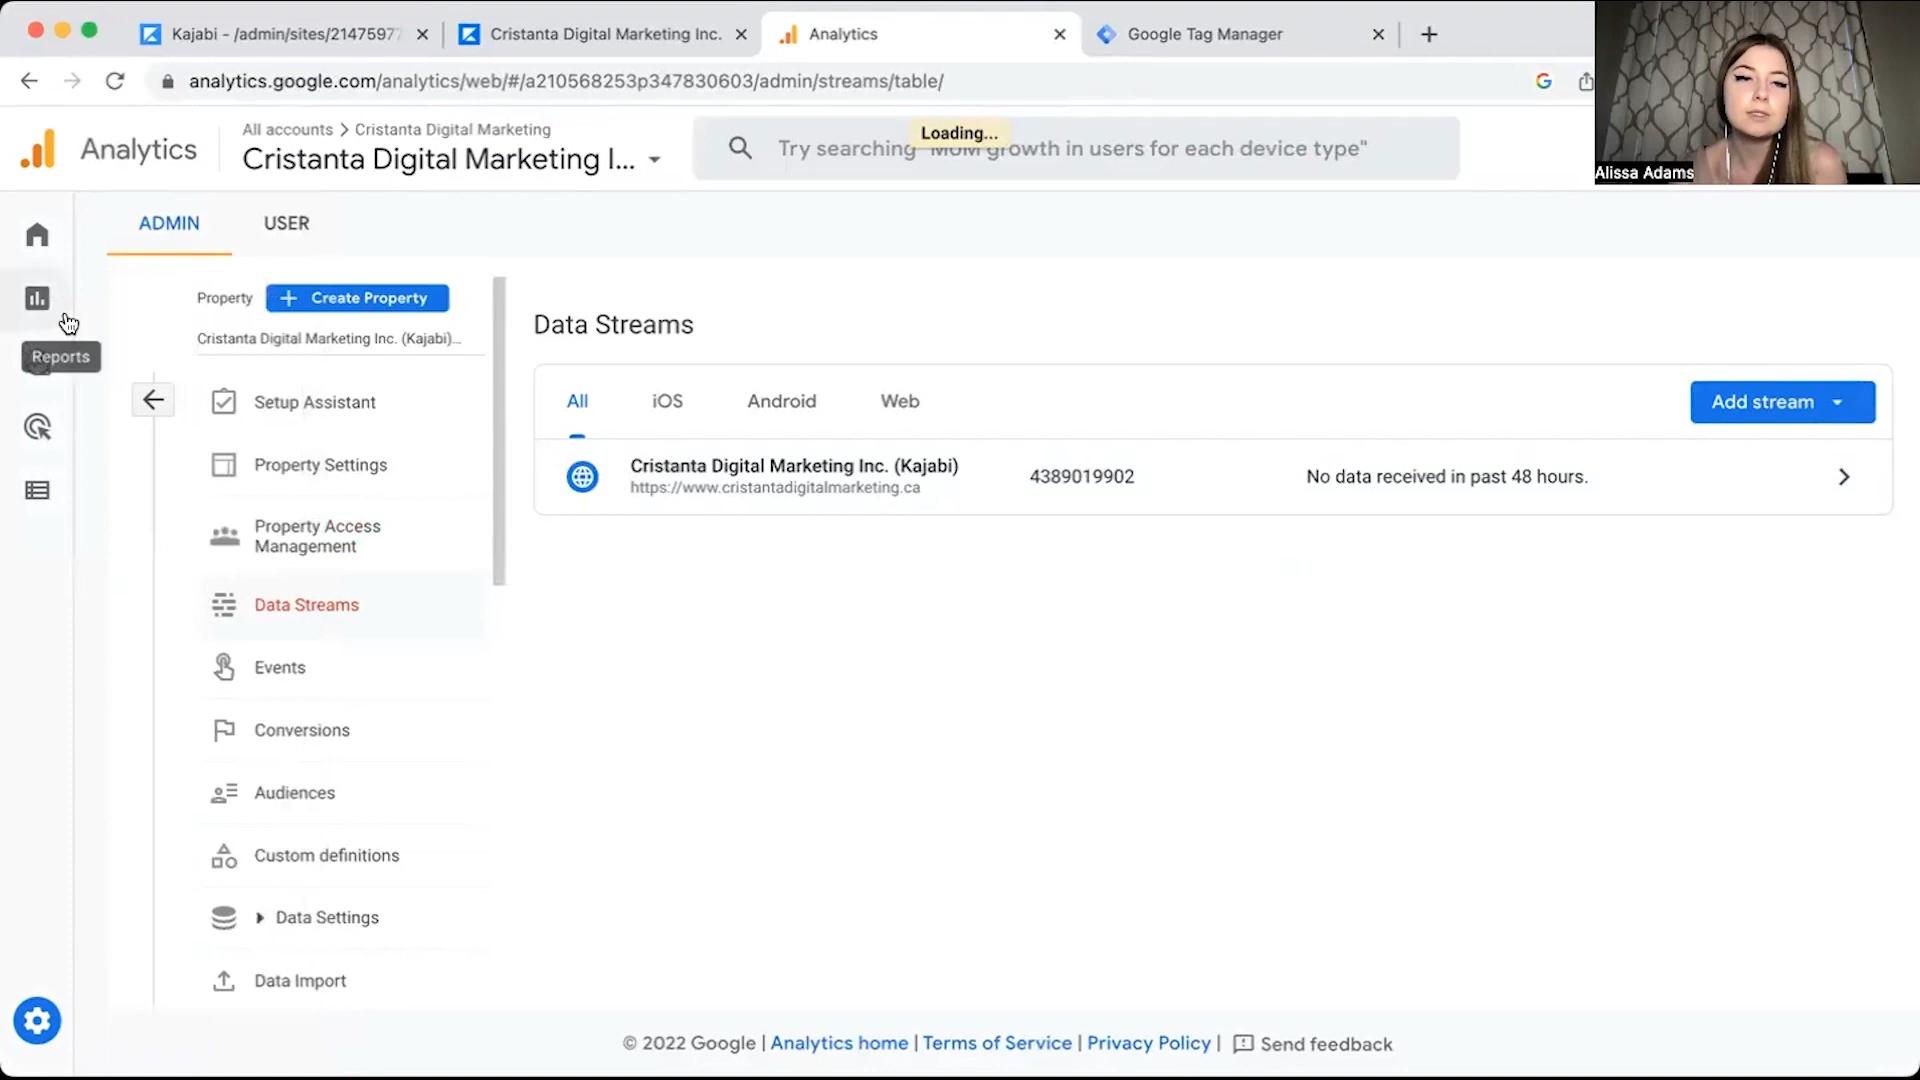 Kajabi - /admin/sites/21475977
Cristanta Digital Marketing Inc.
Analytics
Google Tag Manager
analytics.google.com/analytics/web/#/a210568253p347830603/admin/streams/table/
Analytics
All accounts > Cristanta Digital Marketing
Cristanta Digital Marketing I...
Try searching "MoM growth in users for each device type"
Loading...
Alissa Adams
ADMIN
USER
Reports
Property
+ Create Property
Cristanta Digital Marketing Inc. (Kajabi)...
Setup Assistant
Property Settings
Property Access
Management
Data Streams
Events
Conversions
Audiences
Custom definitions
Data Settings
Data Import
Data Streams
All
iOS
Android
Web
Add stream
Cristanta Digital Marketing Inc. (Kajabi)
https://www.cristantadigitalmarketing.ca
4389019902
No data received in past 48 hours.
© 2022 Google | Analytics home | Terms of Service | Privacy Policy | Send feedback